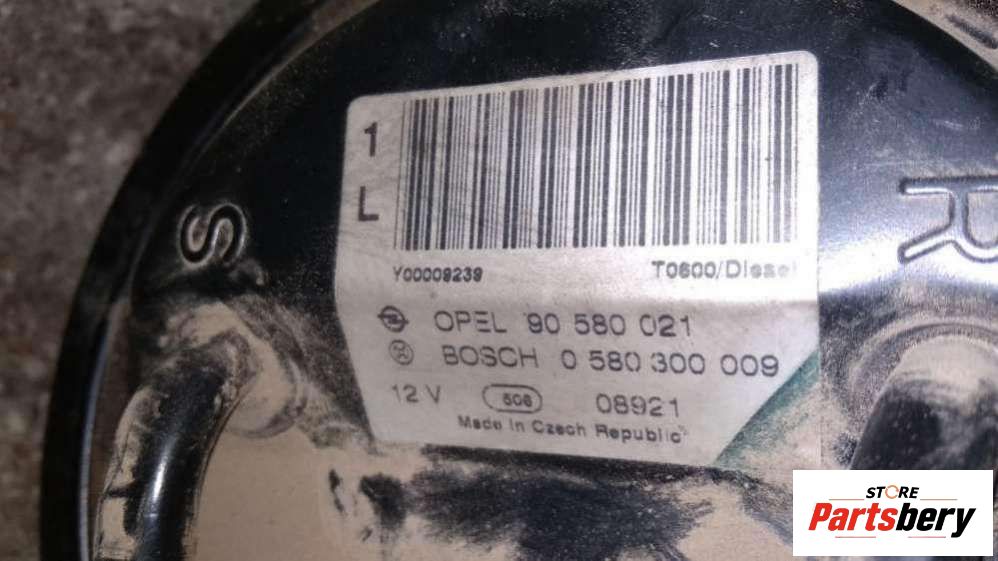 1
L
Y00009239 T0600/Diesel
OPEL 90 580 021
BOSCH 0 580 300 009
12 V 506 08921
Made in Czech Republic
S
R
STORE
Partsbery